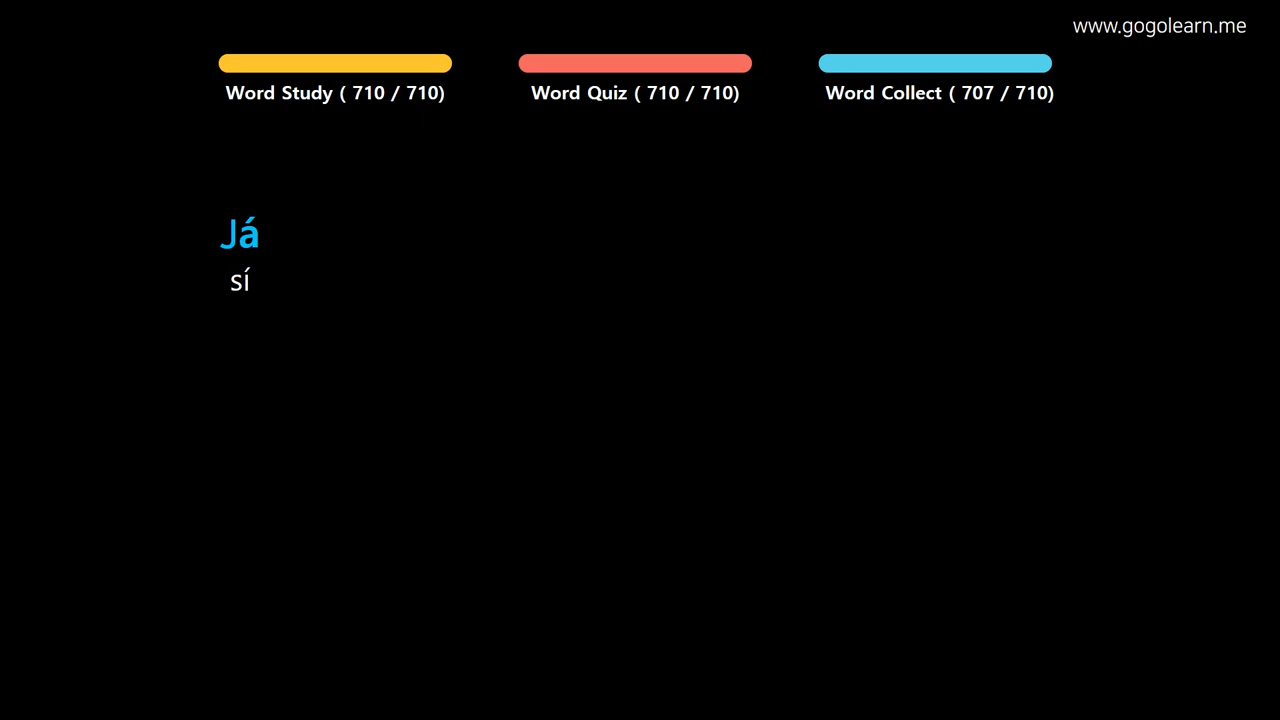 www.gogolearn.me
Word Study ( 710 / 710)
Word Quiz ( 710 / 710)
Word Collect ( 707 / 710)
Já
sí